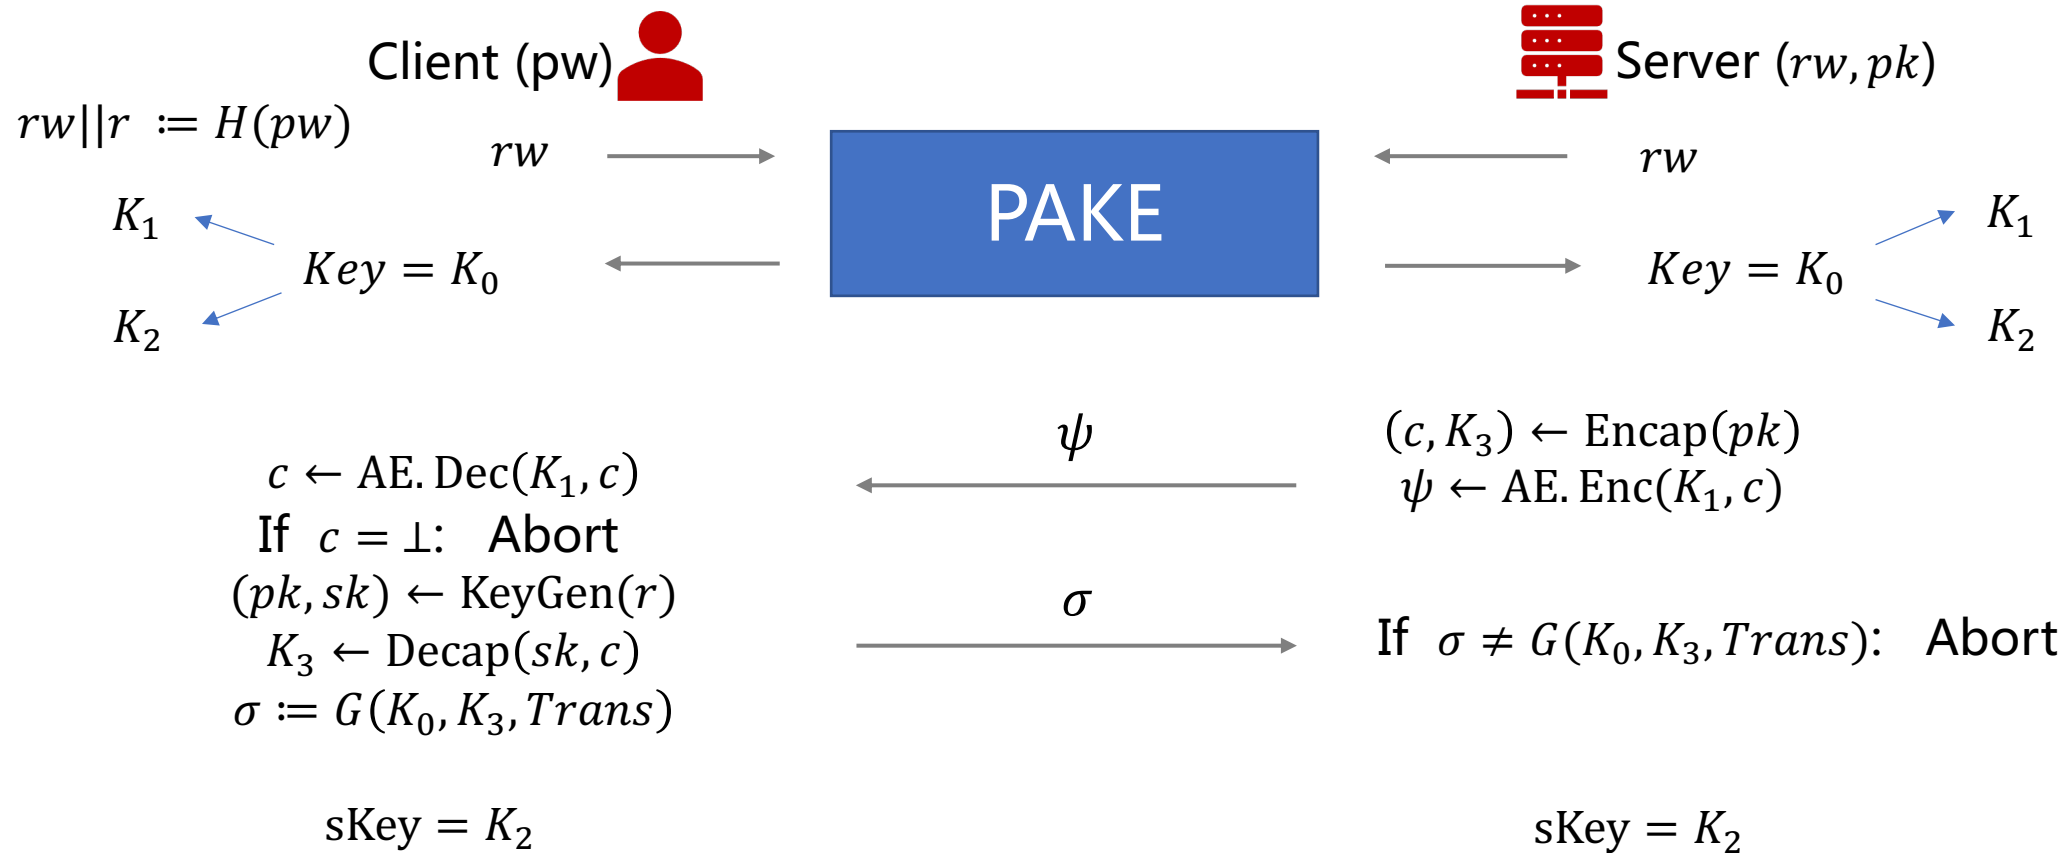 Client (pw)
Server (rw, pk)
rw||r ≔ H(pw)
rw
PAKE
rw
K₁
K₁
Key = K₀
Key = K₀
K₂
K₂
ψ
(c, K₃) ← Encap(pk)
c ← AE. Dec(K₁, c)
ψ ← AE. Enc(K₁, c)
If c = ⊥: Abort
(pk, sk) ← KeyGen(r)
σ
K₃ ← Decap(sk, c)
If σ ≠ G(K₀, K₃, Trans): Abort
σ ≔ G(K₀, K₃, Trans)
sKey = K₂
sKey = K₂